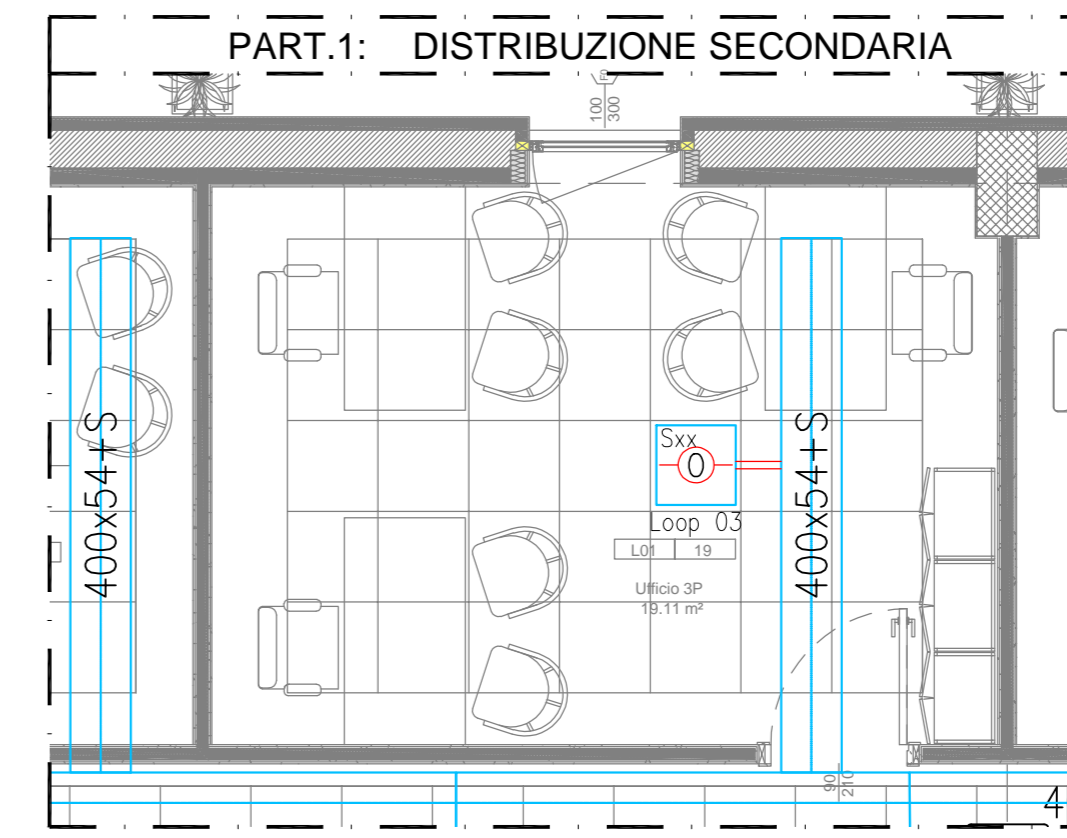 PART.1: DISTRIBUZIONE SECONDARIA
FD
100
300
400x54+S
Sxx
0
Loop 03
L01 19
Ufficio 3P
19.11 m²
400x54+S
90
210
4